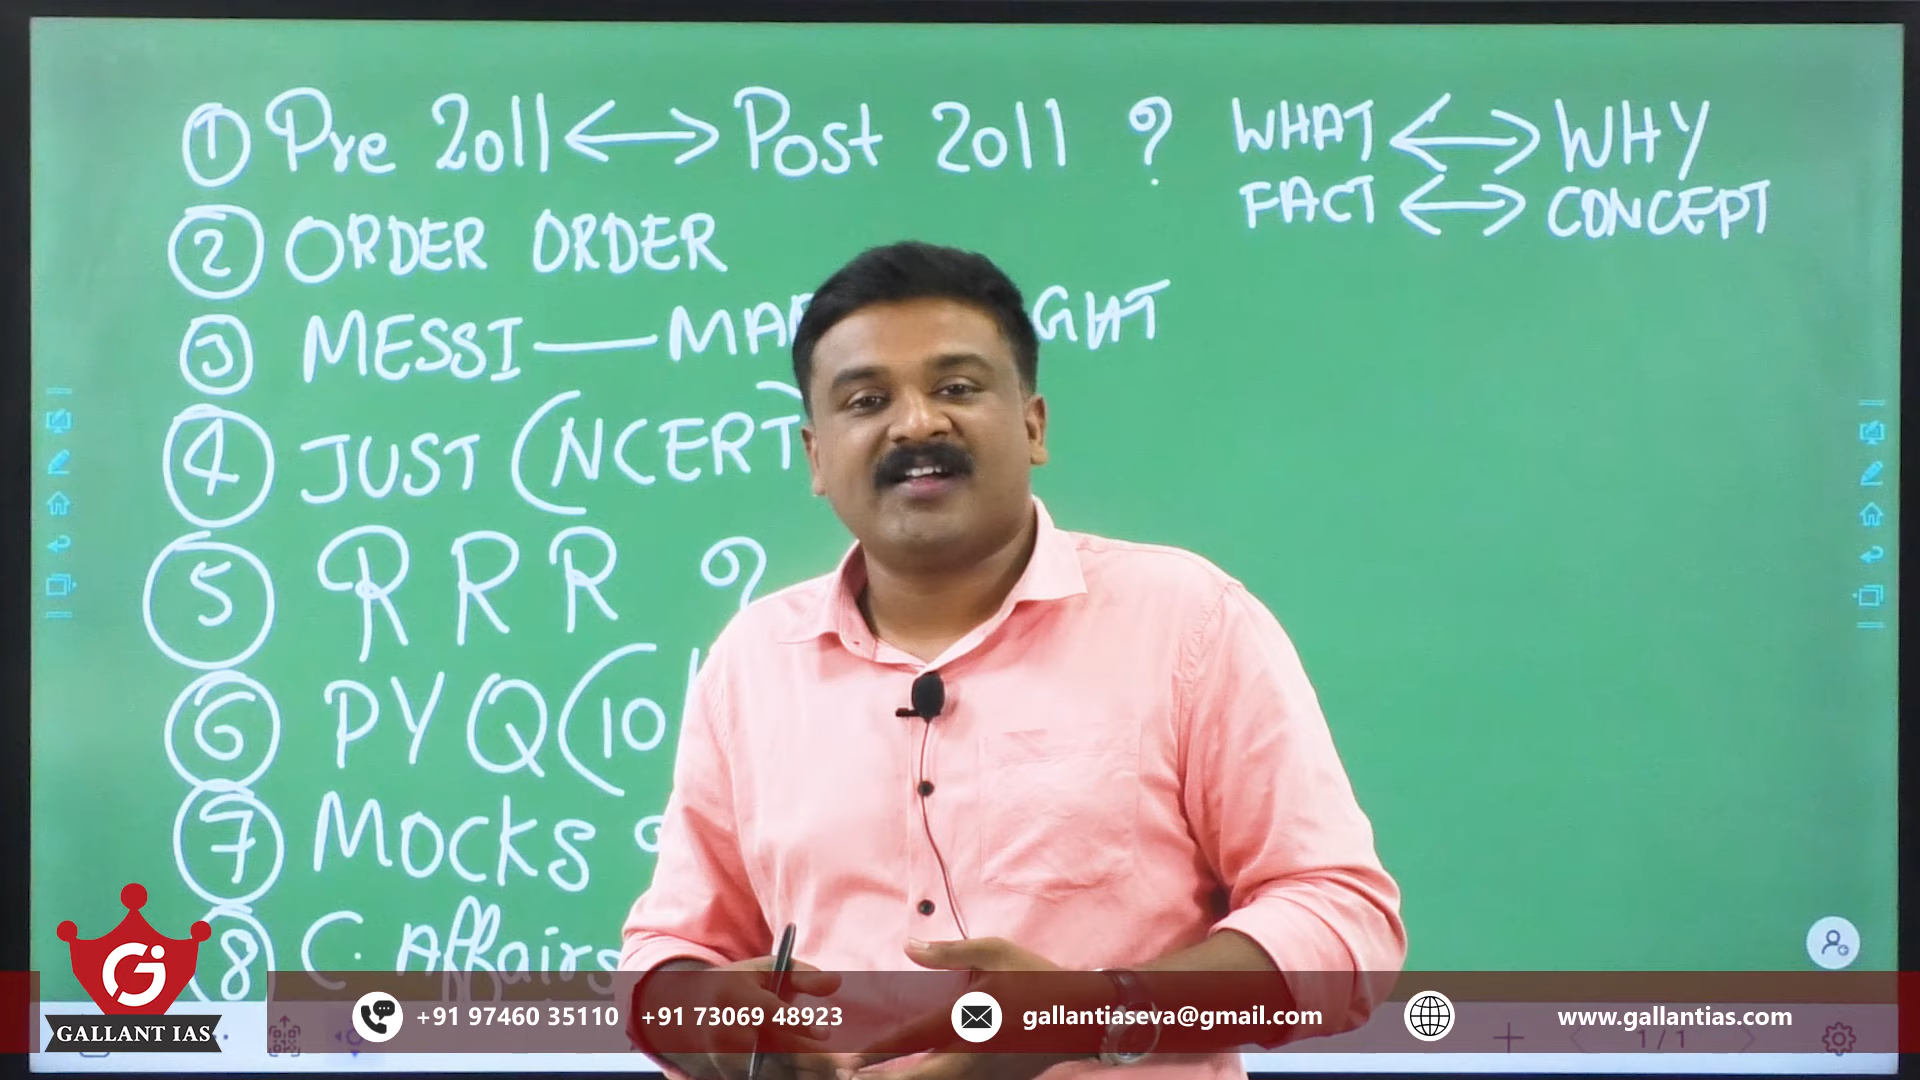 1 Pre 2011 ↔ Post 2011 ? WHAT ↔ WHY
FACT ↔ CONCEPT
2 ORDER ORDER
3 MESSI —
4 JUST (NCERT)
5 R R R ?
6 PYQ (10
7 MOCKS ?
8 C. Affairs
GALLANT IAS
+91 97460 35110 +91 73069 48923 gallantiaseva@gmail.com www.gallantias.com
1/1